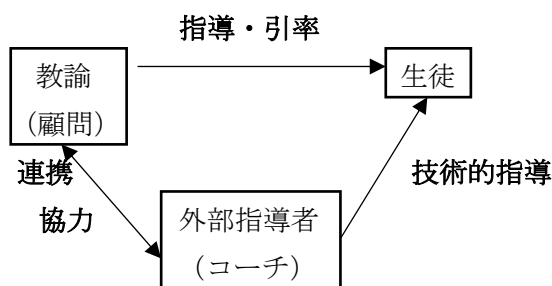 指導・引率
教諭
（顧問）
生徒
連携
協力
技術的指導
外部指導者
（コーチ）